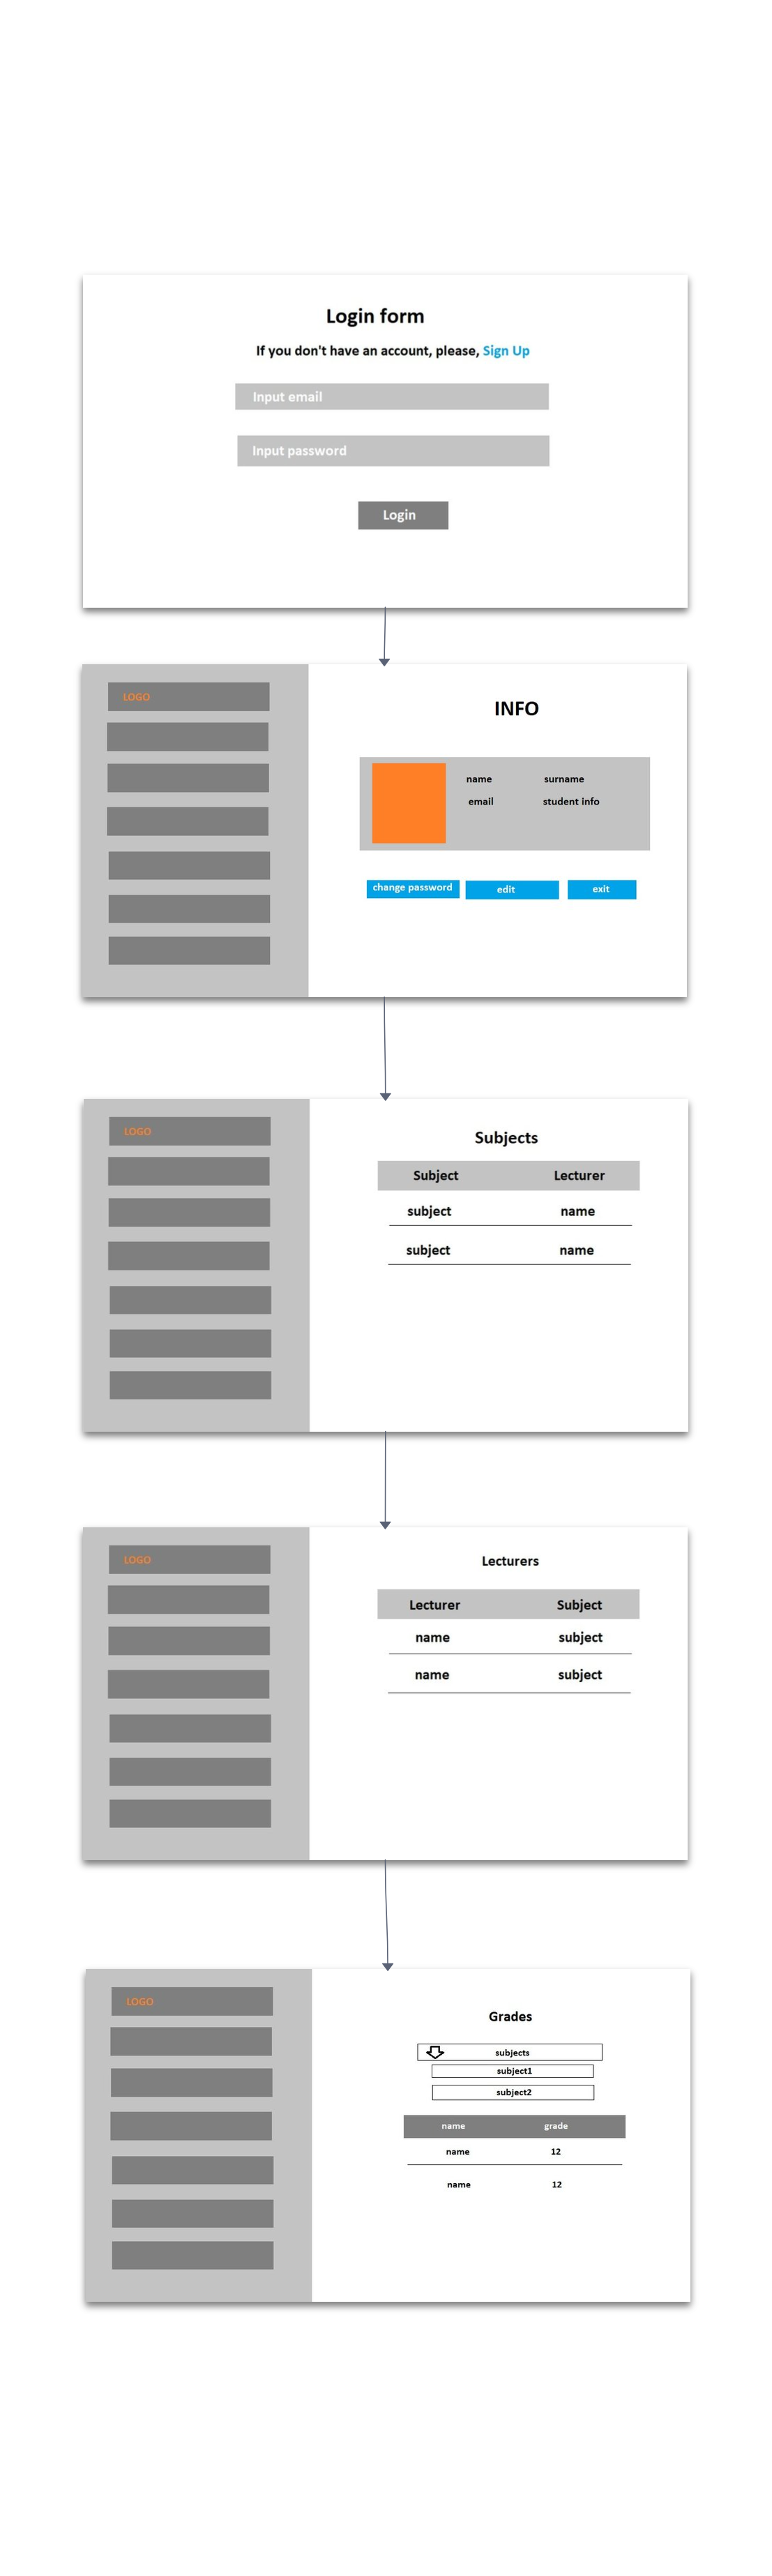 Login form
If you don't have an account, please, Sign Up
Input email
Input password
Login
LOGO
INFO
name surname
email student info
change password edit exit
LOGO
Subjects
Subject Lecturer
subject name
subject name
LOGO
Lecturers
Lecturer Subject
name subject
name subject
LOGO
Grades
subjects
subject1
subject2
name grade
name 12
name 12